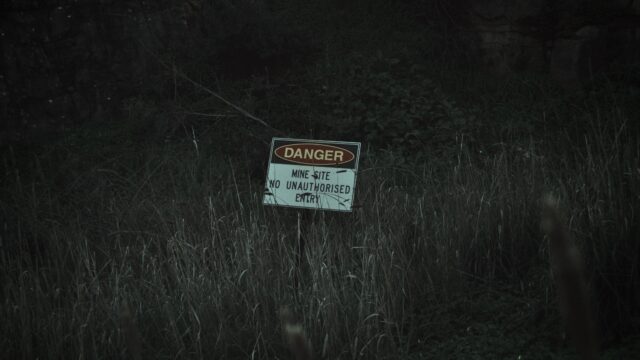 DANGER
MINE SITE
NO UNAUTHORISED
ENTRY